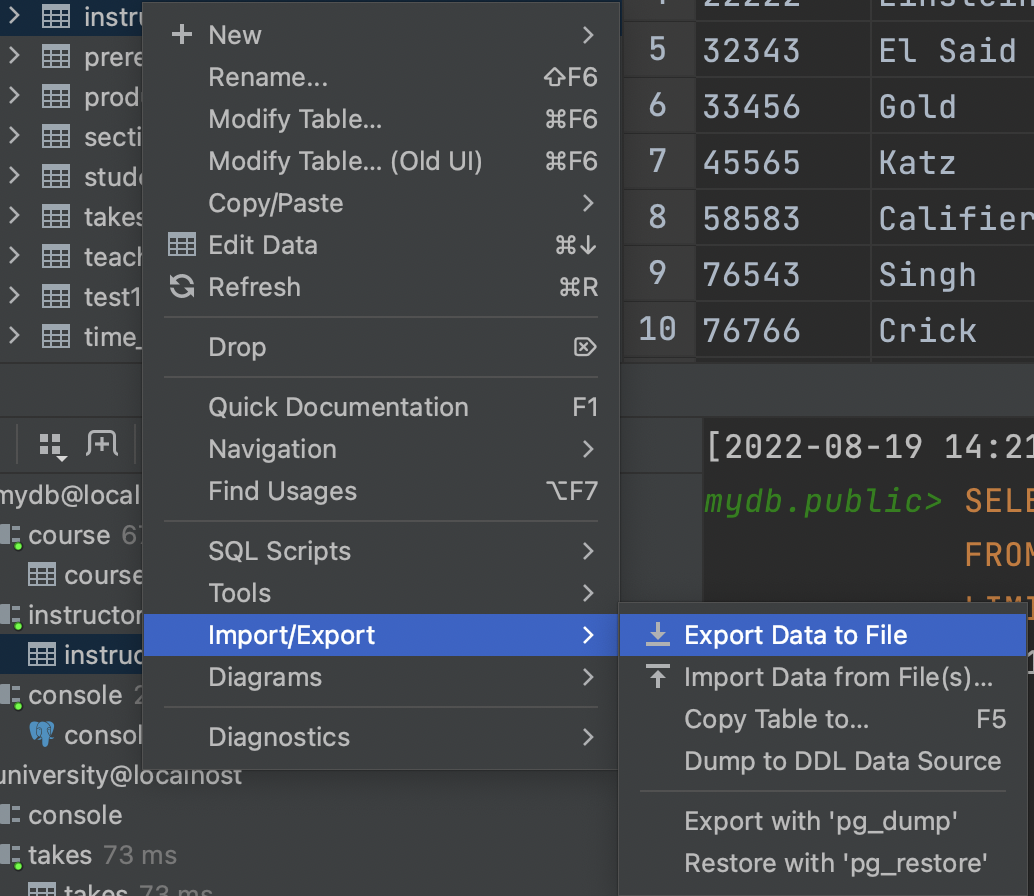 New
Rename... ⇧F6
Modify Table... ⌘F6
Modify Table... (Old UI) ⌘F6
Copy/Paste
Edit Data ⌘↓
Refresh ⌘R
Drop
Quick Documentation F1
Navigation
Find Usages ⌥F7
SQL Scripts
Tools
Import/Export
Diagrams
Diagnostics
Export Data to File
Import Data from File(s)...
Copy Table to... F5
Dump to DDL Data Source
Export with 'pg_dump'
Restore with 'pg_restore'
instru
prere
prod
secti
stude
takes
teach
test1
time_
22222 Einstein
5 32343 El Said
6 33456 Gold
7 45565 Katz
8 58583 Califier
9 76543 Singh
10 76766 Crick
[2022-08-19 14:21
mydb.public> SELE
FROM
LIMI
mydb@local
course 6
course
instructor
instruc
console 2
consol
university@localhost
console
takes 73 ms
takes 73 ms